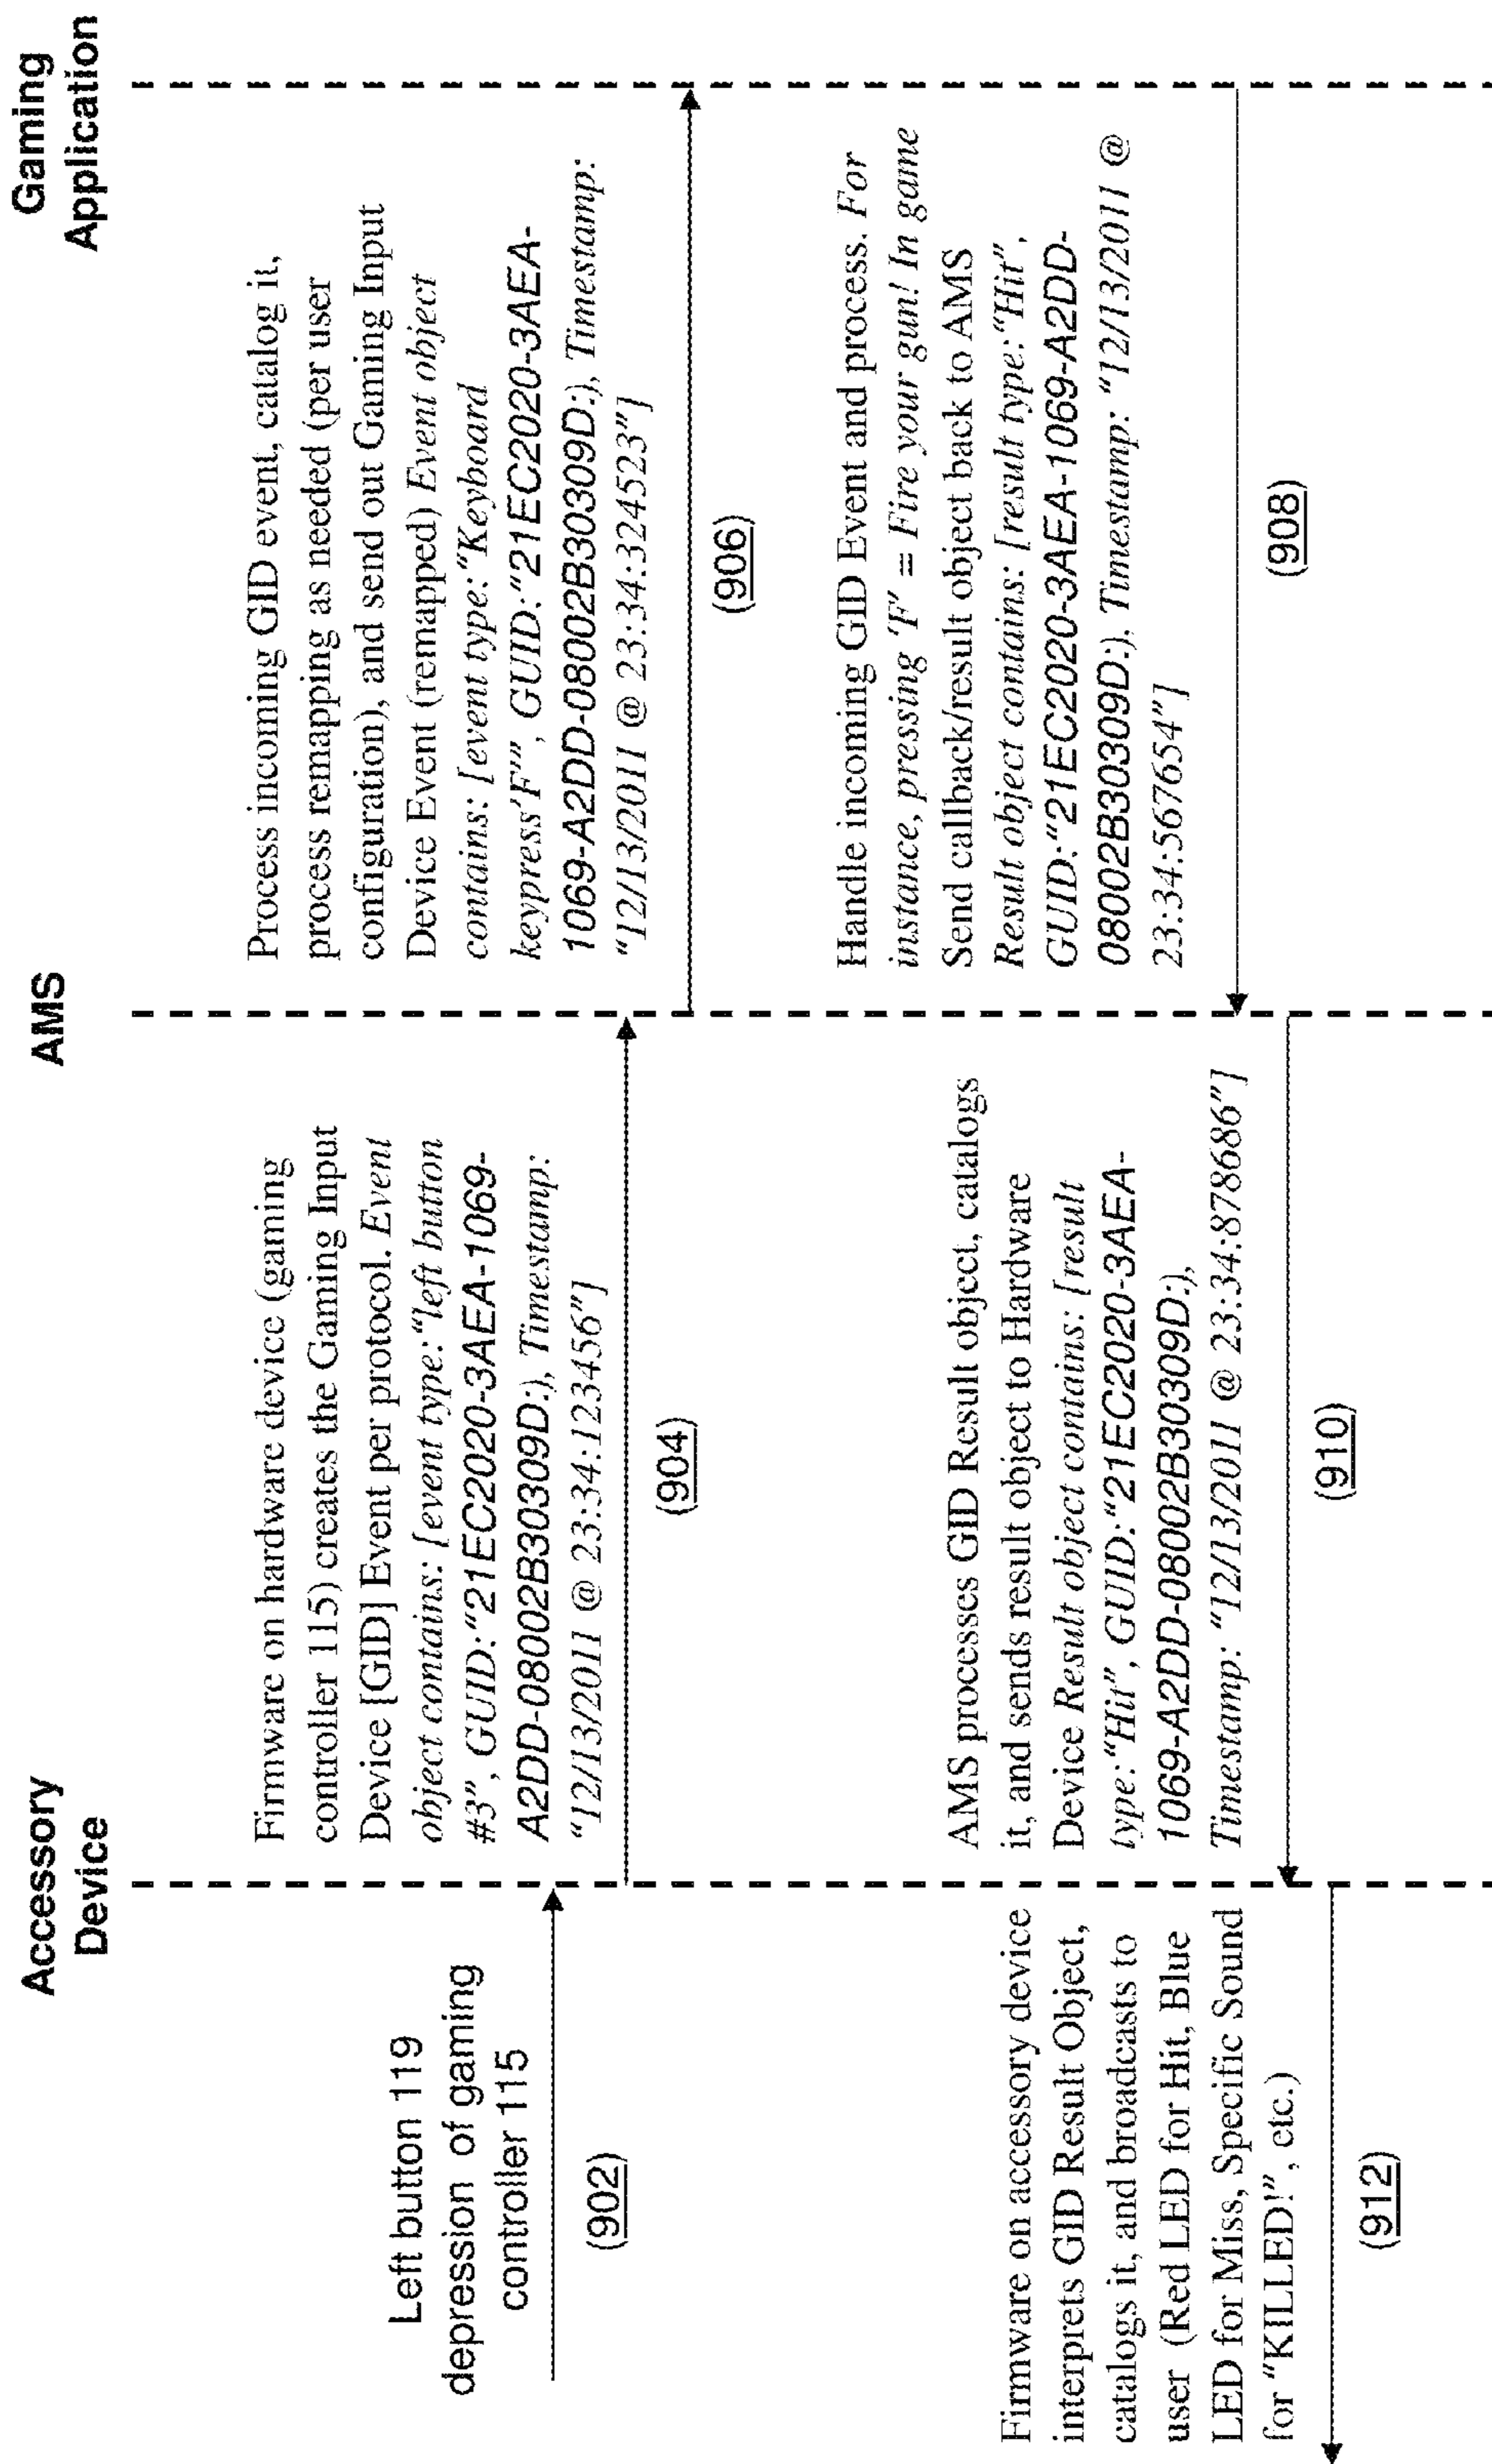 Accessory
Device
AMS
Gaming
Application
Left button 119
depression of gaming
controller 115
(902)
Firmware on hardware device (gaming
controller 115) creates the Gaming Input
Device [GID] Event per protocol. Event
object contains: [event type:"left button
#3", GUID:"21EC2020-3AEA-1069-
A2DD-08002B30309D:), Timestamp:
"12/13/2011 @ 23:34:123456"]
(904)
Process incoming GID event, catalog it,
process remapping as needed (per user
configuration), and send out Gaming Input
Device Event (remapped) Event object
contains: [event type:"Keyboard
keypress'F'", GUID:"21EC2020-3AEA-
1069-A2DD-08002B30309D:), Timestamp:
"12/13/2011 @ 23:34:324523"]
(906)
Handle incoming GID Event and process. For
instance, pressing 'F' = Fire your gun! In game
Send callback/result object back to AMS
Result object contains: [result type:"Hit",
GUID:"21EC2020-3AEA-1069-A2DD-
08002B30309D:), Timestamp: "12/13/2011 @
23:34:567654"]
(908)
AMS processes GID Result object, catalogs
it, and sends result object to Hardware
Device Result object contains: [result
type:"Hit", GUID:"21EC2020-3AEA-
1069-A2DD-08002B30309D:),
Timestamp: "12/13/2011 @ 23:34:878686"]
(910)
Firmware on accessory device
interprets GID Result Object,
catalogs it, and broadcasts to
user (Red LED for Hit, Blue
LED for Miss, Specific Sound
for "KILLED!", etc.)
(912)